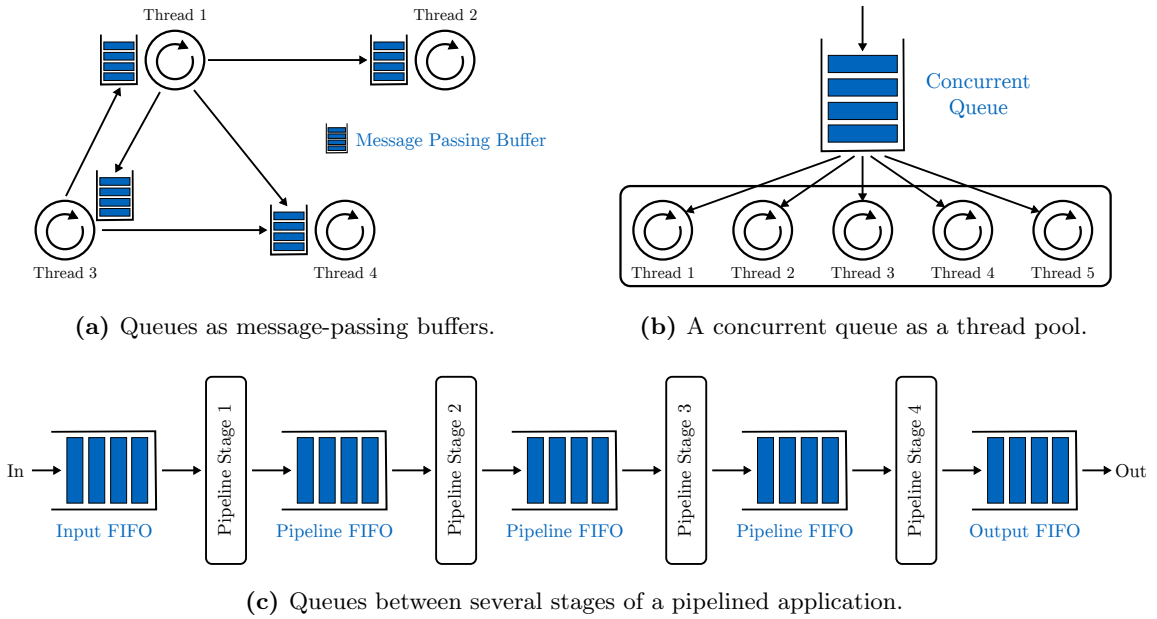 Thread 1
Thread 2
Message Passing Buffer
Thread 3
Thread 4
(a) Queues as message-passing buffers.
Concurrent
Queue
Thread 1
Thread 2
Thread 3
Thread 4
Thread 5
(b) A concurrent queue as a thread pool.
In
Input FIFO
Pipeline Stage 1
Pipeline FIFO
Pipeline Stage 2
Pipeline FIFO
Pipeline Stage 3
Pipeline FIFO
Pipeline Stage 4
Output FIFO
Out
(c) Queues between several stages of a pipelined application.